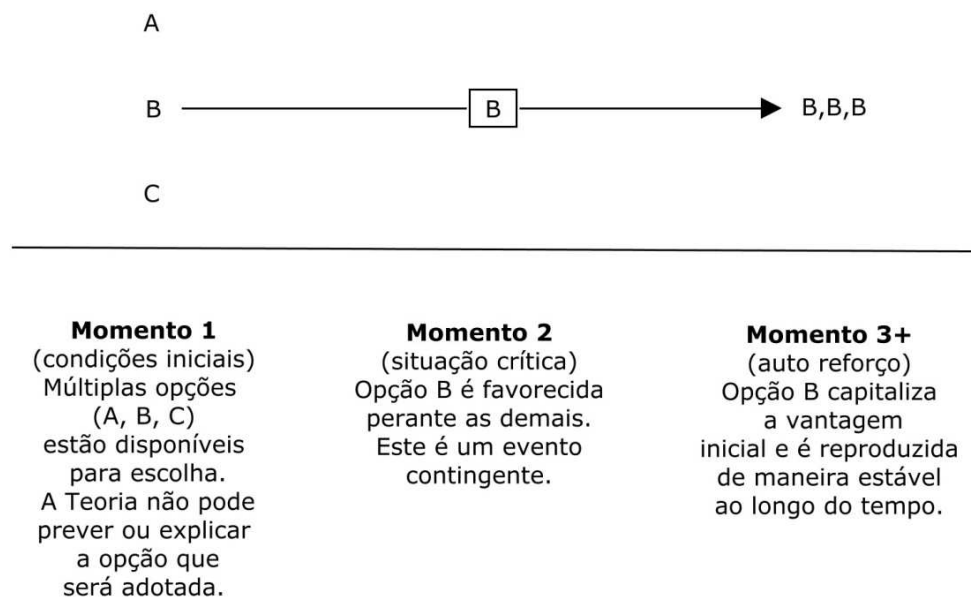 A
B
B
B,B,B
C
Momento 1
(condições iniciais)
Múltiplas opções
(A, B, C)
estão disponíveis
para escolha.
A Teoria não pode
prever ou explicar
a opção que
será adotada.
Momento 2
(situação crítica)
Opção B é favorecida
perante as demais.
Este é um evento
contingente.
Momento 3+
(auto reforço)
Opção B capitaliza
a vantagem
inicial e é reproduzida
de maneira estável
ao longo do tempo.